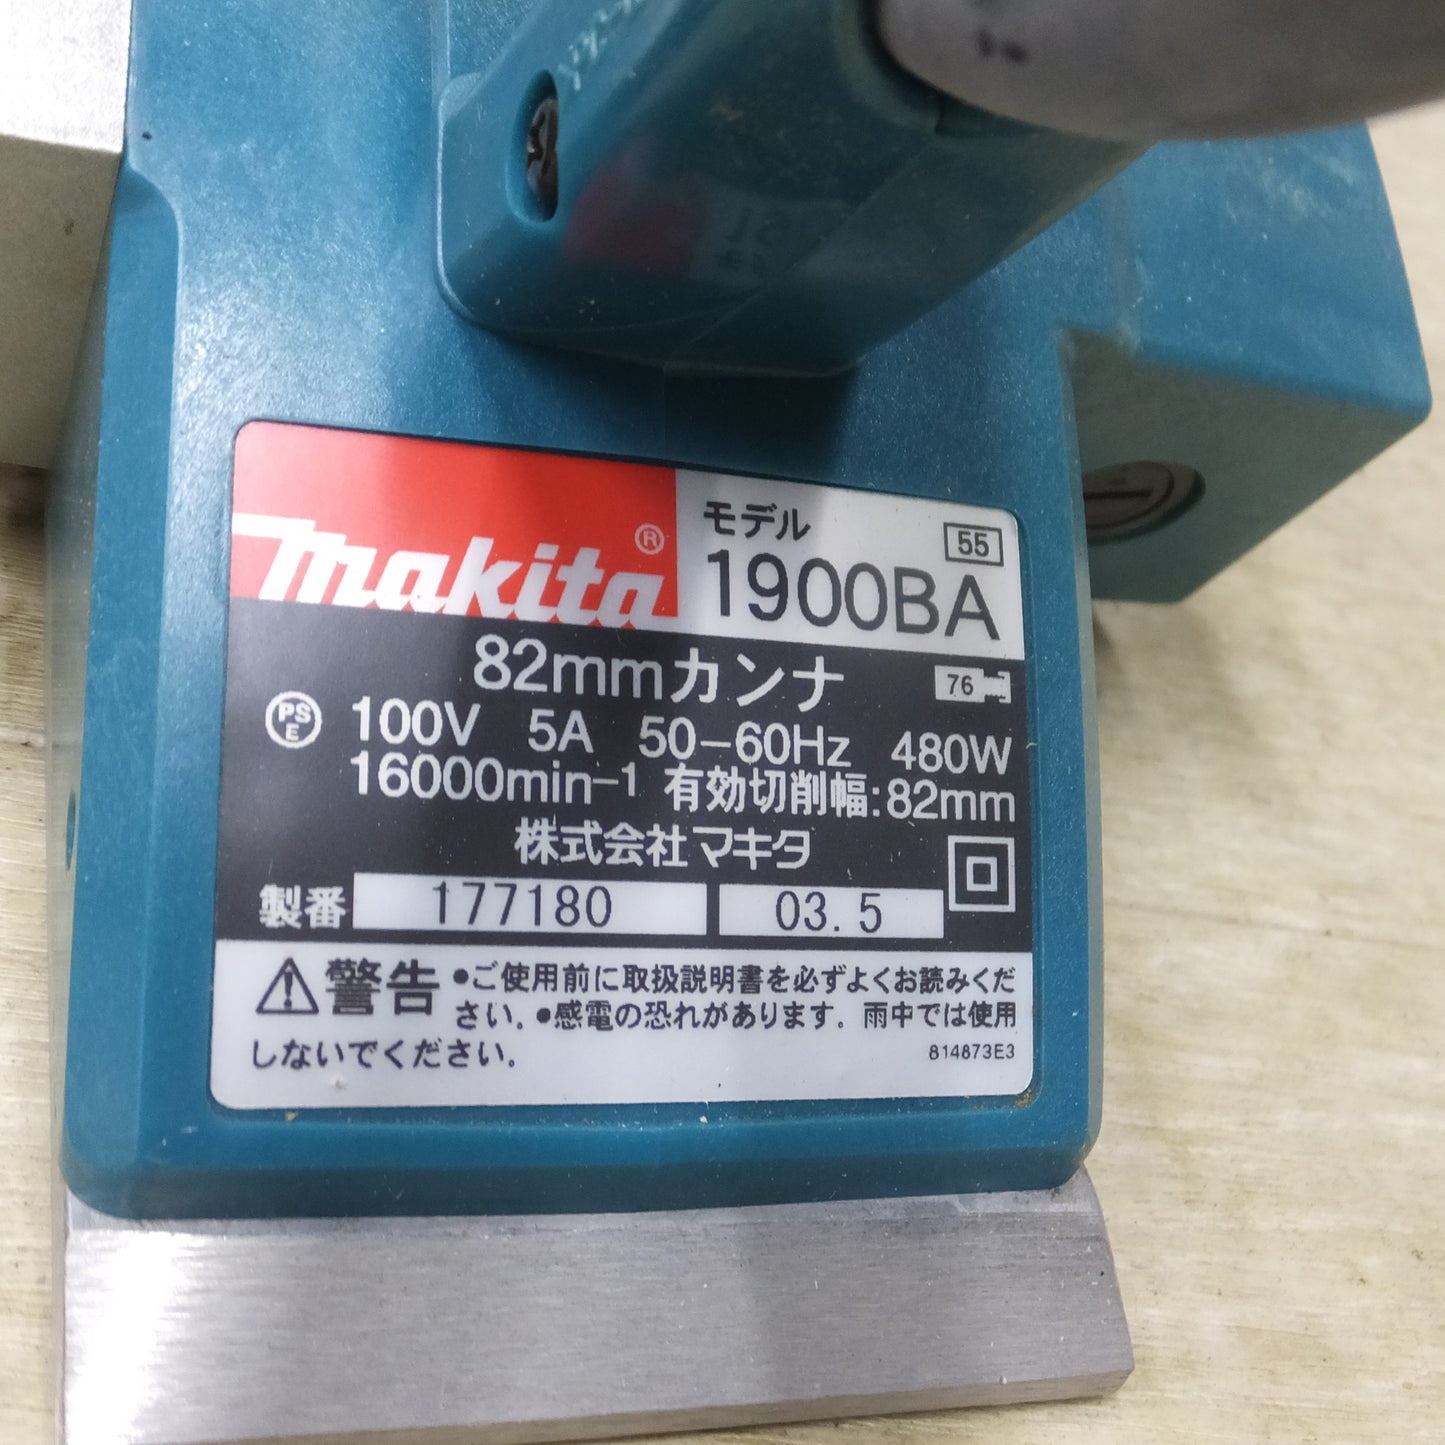 makita®
モデル 55
1900BA
82mmカンナ 76
PSE 100V 5A 50-60Hz 480W
16000min-1 有効切削幅:82mm
株式会社マキタ
製番 177180 03.5
警告 •ご使用前に取扱説明書を必ずよくお読みくだ
さい。•感電の恐れがあります。雨中では使用
しないでください。 814873E3